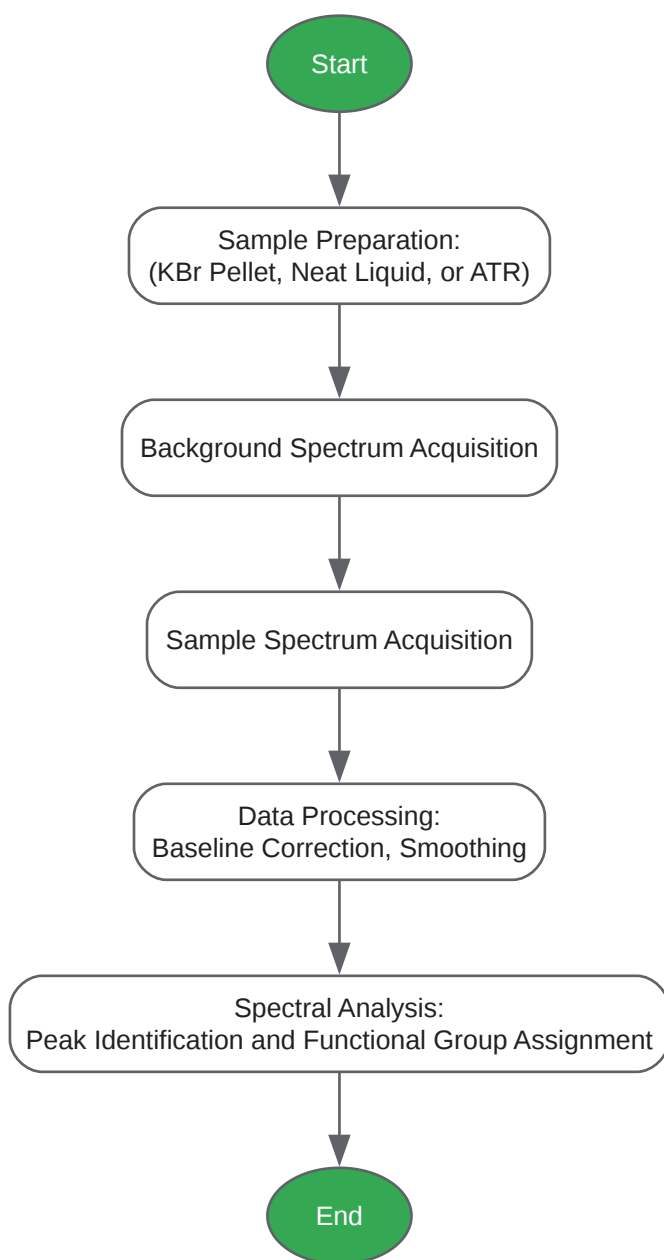 Start
Sample Preparation:
(KBr Pellet, Neat Liquid, or ATR)
Background Spectrum Acquisition
Sample Spectrum Acquisition
Data Processing:
Baseline Correction, Smoothing
Spectral Analysis:
Peak Identification and Functional Group Assignment
End